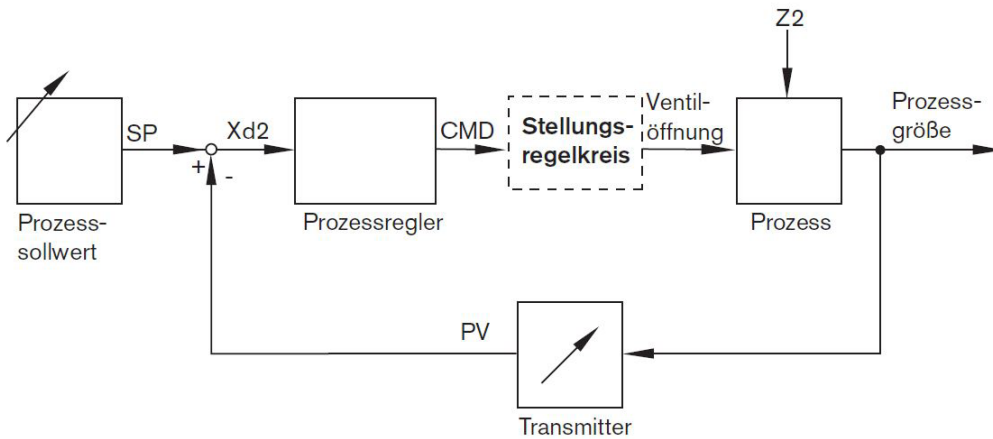 Z2
SP
+
-
Xd2
CMD
Stellungs-
regelkreis
Ventil-
öffnung
Prozess-
größe
Prozess-
sollwert
Prozessregler
Prozess
PV
Transmitter